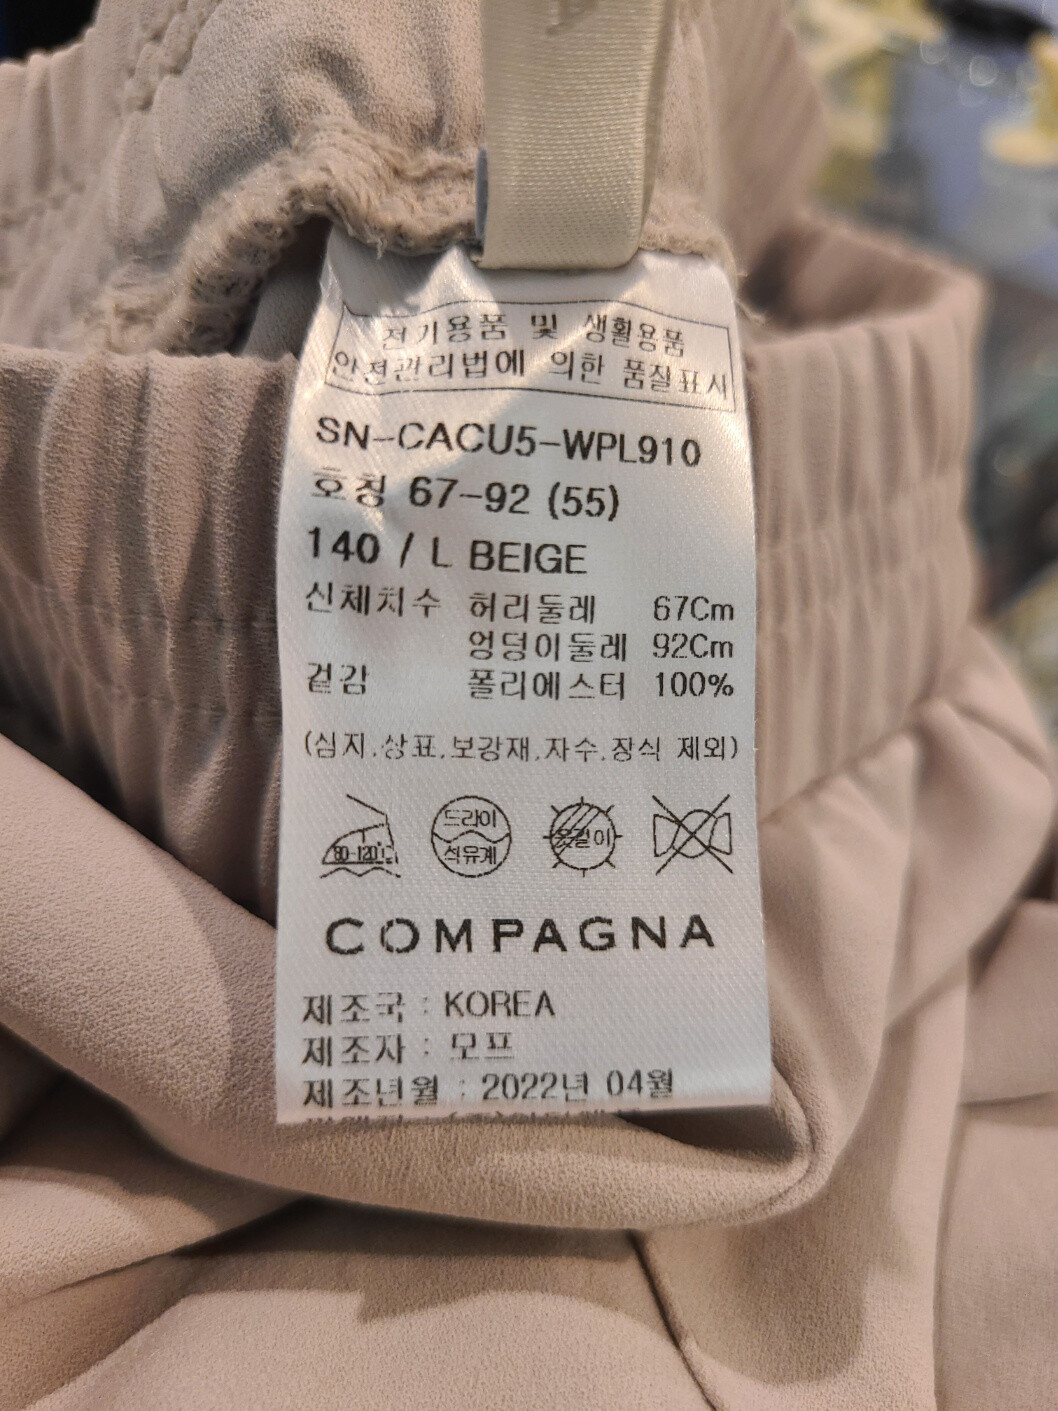 전기용품 및 생활용품
안전관리법에 의한 품질표시
SN-CACU5-WPL910
호칭 67-92 (55)
140 / L BEIGE
신체치수 허리둘레 67Cm
엉덩이둘레 92Cm
겉감 폴리에스터 100%
(심지.상표.보강재.자수.장식 제외)
80-120℃ 드라이 옷걸이
석유계
COMPAGNA
제조국 : KOREA
제조자 : 모프
제조년월 : 2022년 04월